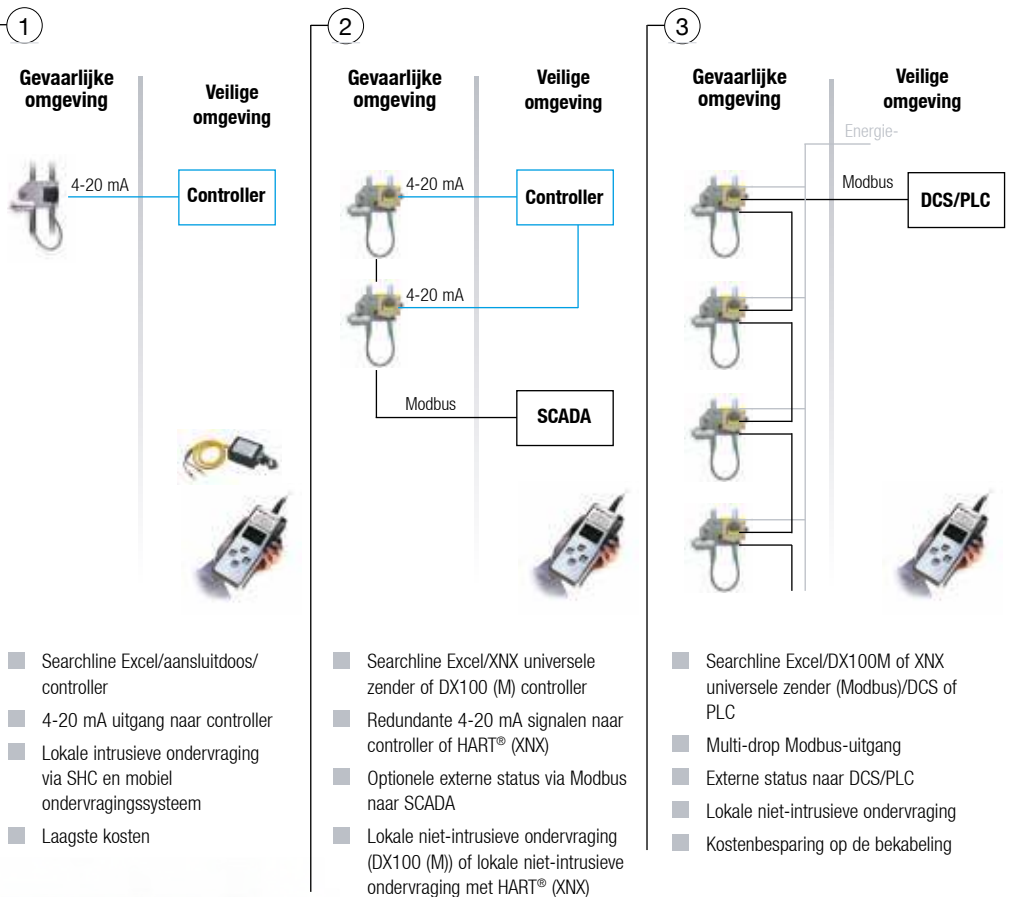 1
Gevaarlijke
omgeving
Veilige
omgeving
4-20 mA
Controller
Searchline Excel/aansluitdoos/
controller
4-20 mA uitgang naar controller
Lokale intrusieve ondervraging
via SHC en mobiel
ondervragingssysteem
Laagste kosten
2
Gevaarlijke
omgeving
Veilige
omgeving
4-20 mA
Controller
4-20 mA
Modbus
SCADA
Searchline Excel/XNX universele
zender of DX100 (M) controller
Redundante 4-20 mA signalen naar
controller of HART® (XNX)
Optionele externe status via Modbus
naar SCADA
Lokale niet-intrusieve ondervraging
(DX100 (M)) of lokale niet-intrusieve
ondervraging met HART® (XNX)
3
Gevaarlijke
omgeving
Veilige
omgeving
Energie-
Modbus
DCS/PLC
Searchline Excel/DX100M of XNX
universele zender (Modbus)/DCS of
PLC
Multi-drop Modbus-uitgang
Externe status naar DCS/PLC
Lokale niet-intrusieve ondervraging
Kostenbesparing op de bekabeling